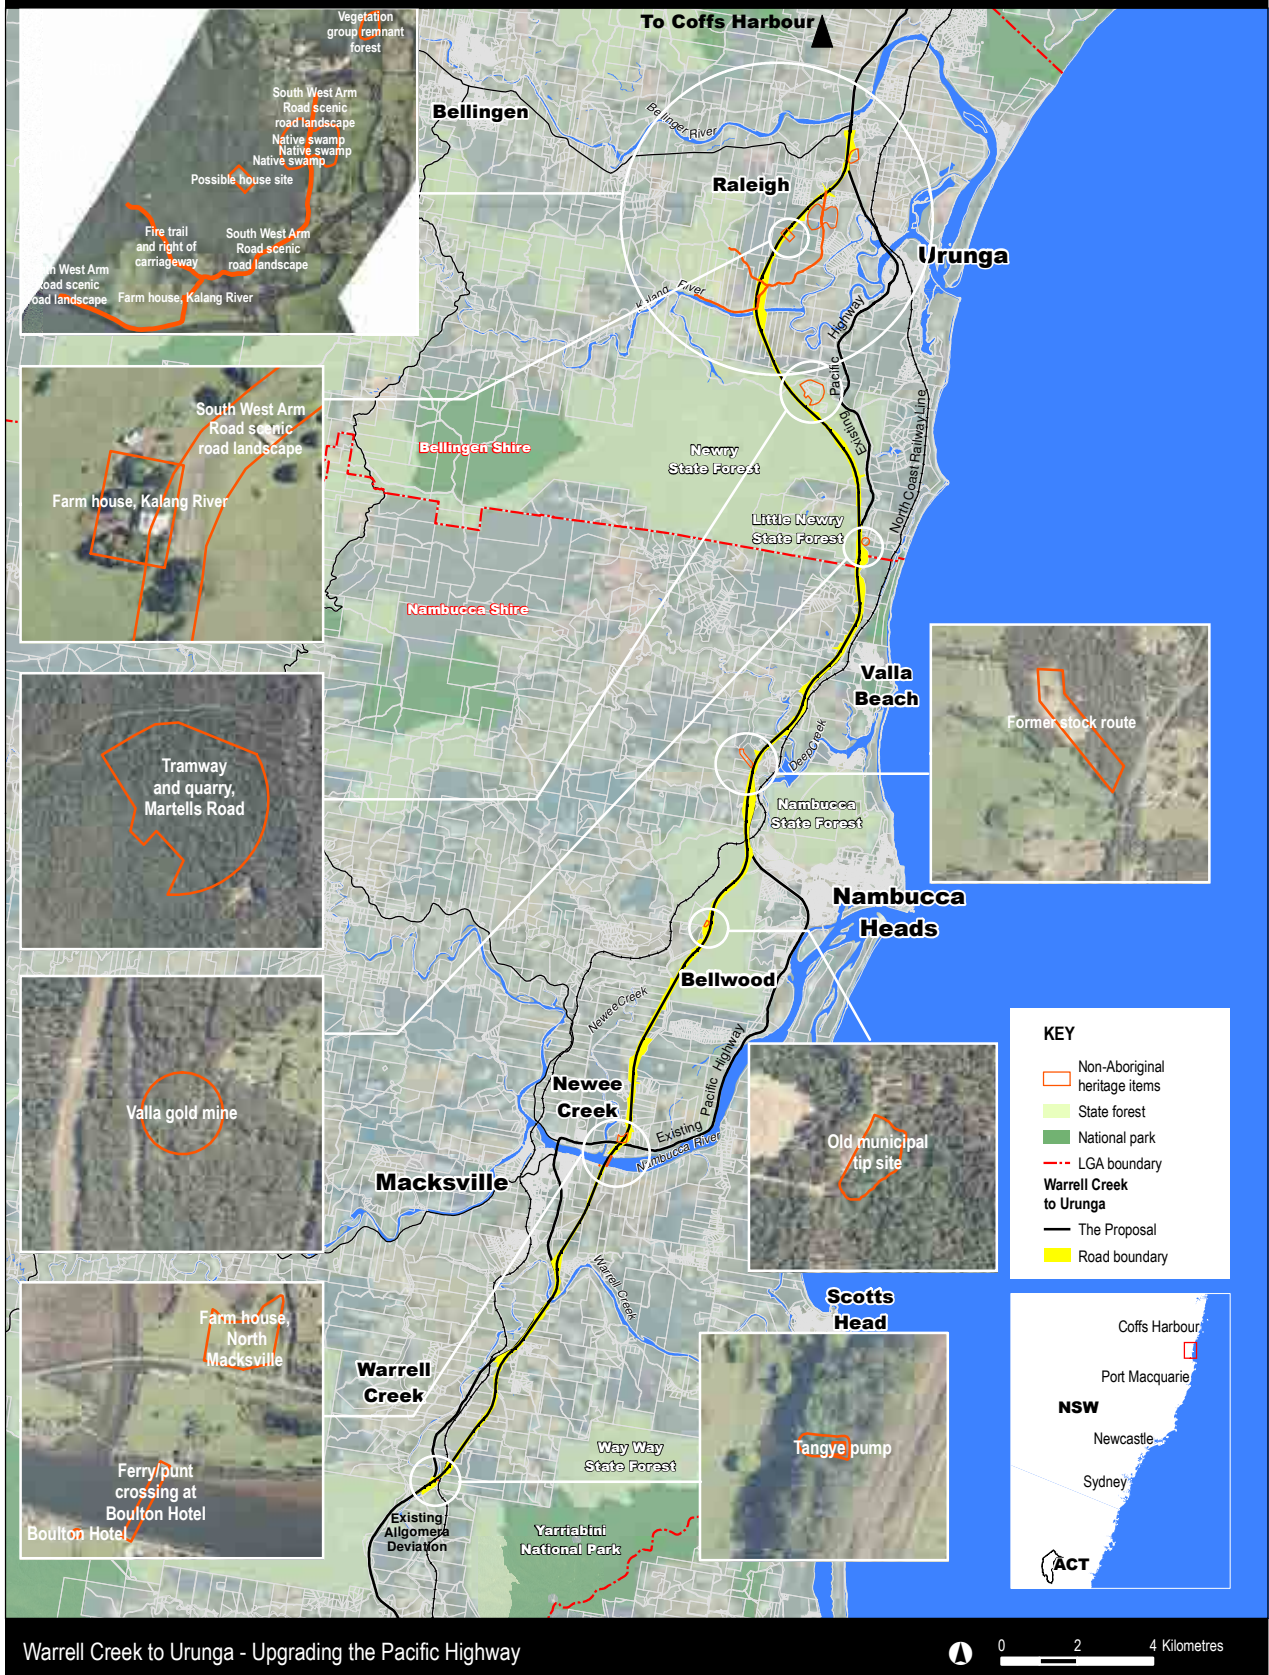 To Coffs Harbour
Vegetation
group remnant
forest
South West Arm
Road scenic
road landscape
Native swamp
Native swamp
Native swamp
Possible house site
Fire trail
and right of
carriageway
South West Arm
Road scenic
road landscape
th West Arm
Road scenic
road landscape
Farm house, Kalang River
Bellingen
Bellinger River
Raleigh
Urunga
Kalang River
Existing Pacific Highway
North Coast Railway Line
South West Arm
Road scenic
road landscape
Farm house, Kalang River
Bellingen Shire
Newry
State Forest
Little Newry
State Forest
Nambucca Shire
Valla
Beach
Former stock route
Tramway
and quarry,
Martells Road
Deep Creek
Nambucca
State Forest
Nambucca
Heads
Bellwood
Newee Creek
Valla gold mine
Newee
Creek
Existing Pacific Highway
Nambucca River
Macksville
Old municipal
tip site
KEY
Non-Aboriginal
heritage items
State forest
National park
LGA boundary
Warrell Creek
to Urunga
The Proposal
Road boundary
Warrell Creek
Scotts
Head
Farm house,
North
Macksville
Ferry/punt
crossing at
Boulton Hotel
Boulton Hotel
Warrell
Creek
Tangye pump
Way Way
State Forest
Existing
Allgomera
Deviation
Yarriabini
National Park
Coffs Harbour
Port Macquarie
NSW
Newcastle
Sydney
ACT
Warrell Creek to Urunga - Upgrading the Pacific Highway
0 2 4 Kilometres